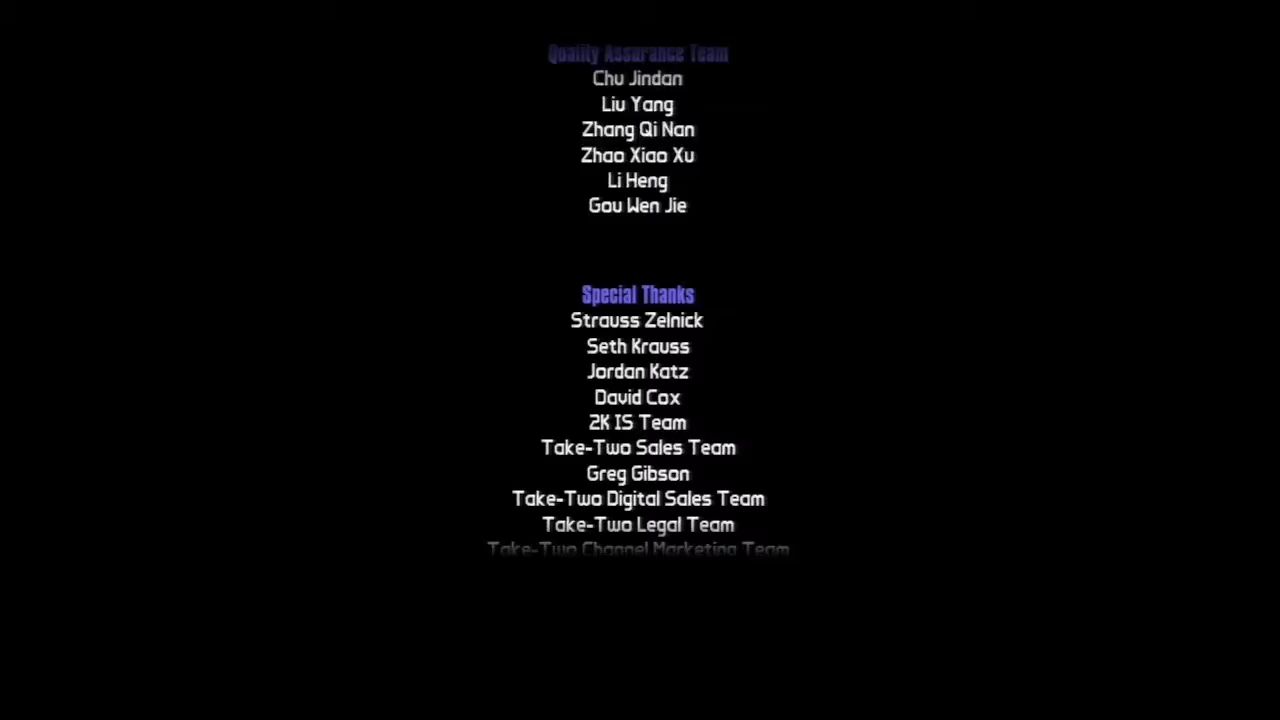 Quality Assurance Team
Chu Jindan
Liu Yang
Zhang Qi Nan
Zhao Xiao Xu
Li Heng
Gou Wen Jie
Special Thanks
Strauss Zelnick
Seth Krauss
Jordan Katz
David Cox
2K IS Team
Take-Two Sales Team
Greg Gibson
Take-Two Digital Sales Team
Take-Two Legal Team
Take-Two Channel Marketing Team